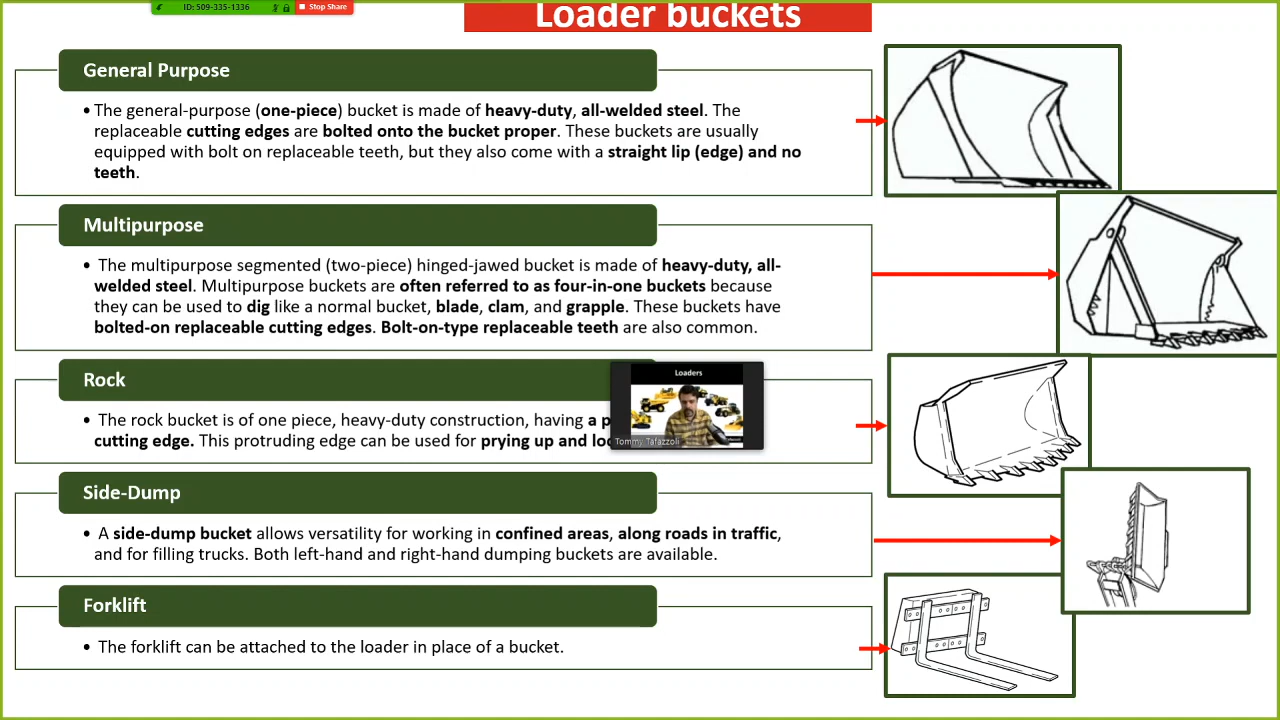 ID: 509-335-1336
Stop Share
Loader buckets
General Purpose
• The general-purpose (one-piece) bucket is made of heavy-duty, all-welded steel. The
replaceable cutting edges are bolted onto the bucket proper. These buckets are usually
equipped with bolt on replaceable teeth, but they also come with a straight lip (edge) and no
teeth.
Multipurpose
• The multipurpose segmented (two-piece) hinged-jawed bucket is made of heavy-duty, all-
welded steel. Multipurpose buckets are often referred to as four-in-one buckets because
they can be used to dig like a normal bucket, blade, clam, and grapple. These buckets have
bolted-on replaceable cutting edges. Bolt-on-type replaceable teeth are also common.
Rock
• The rock bucket is of one piece, heavy-duty construction, having a
cutting edge. This protruding edge can be used for prying up and
Loaders
Tommy Tafazzoli
Side-Dump
• A side-dump bucket allows versatility for working in confined areas, along roads in traffic,
and for filling trucks. Both left-hand and right-hand dumping buckets are available.
Forklift
• The forklift can be attached to the loader in place of a bucket.